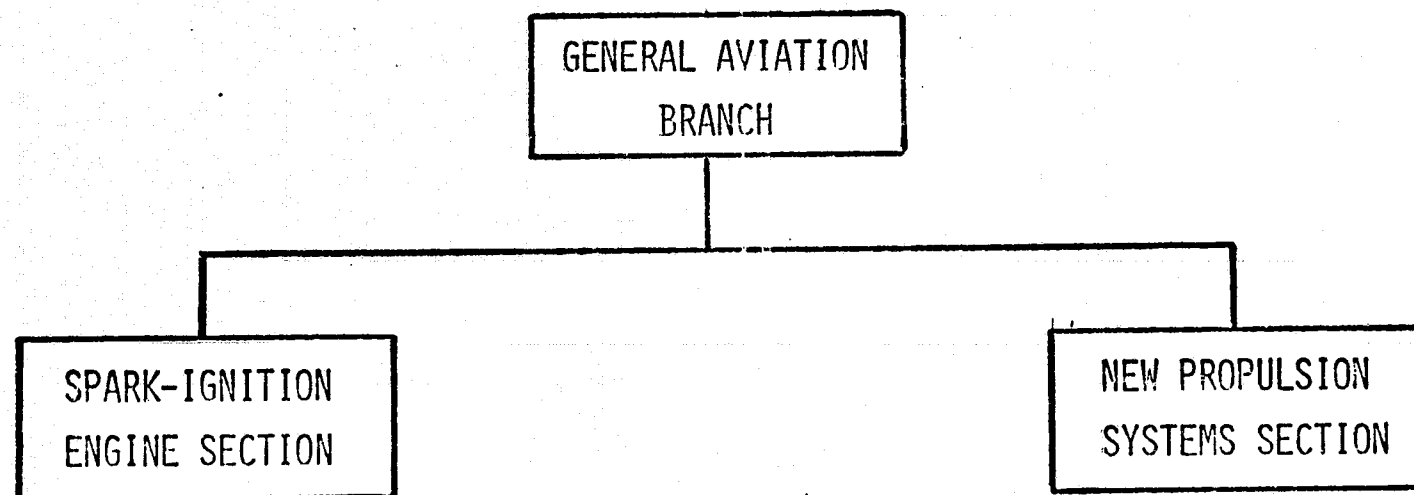 GENERAL AVIATION
BRANCH
SPARK-IGNITION
ENGINE SECTION
NEW PROPULSION
SYSTEMS SECTION